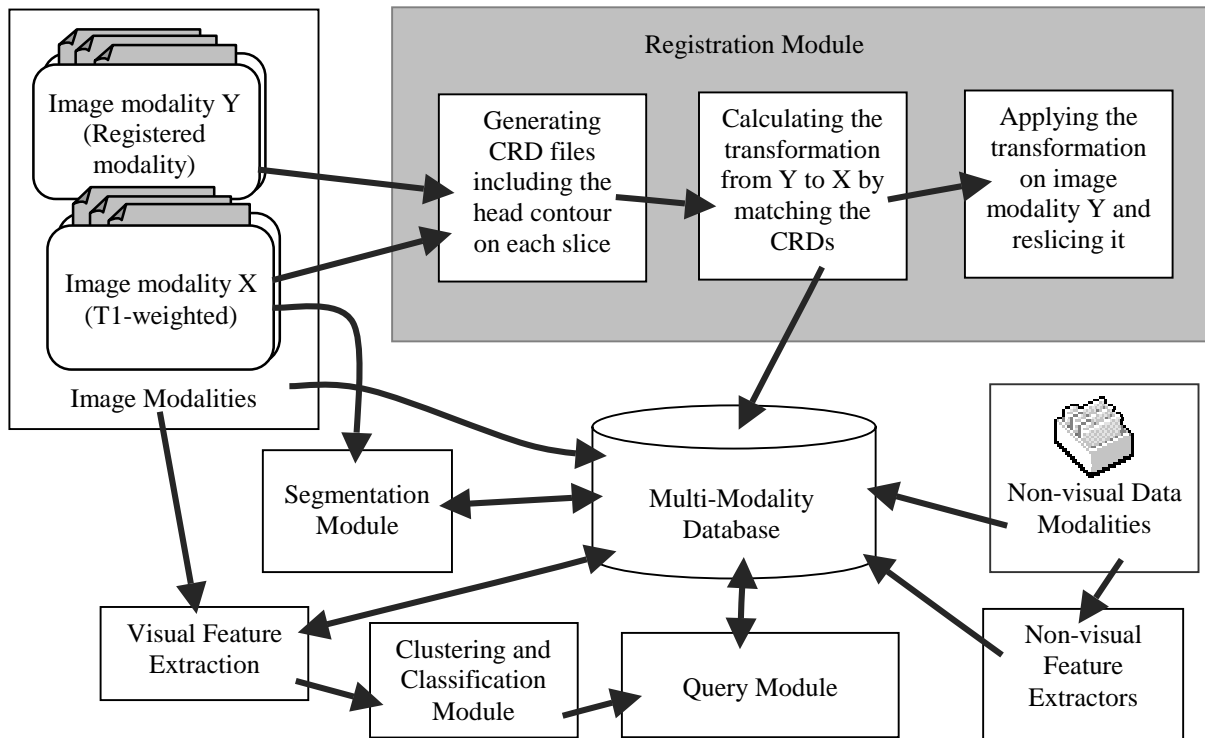 Registration Module
Image modality Y
(Registered
modality)
Image modality X
(T1-weighted)
Image Modalities
Generating
CRD files
including the
head contour
on each slice
Calculating the
transformation
from Y to X by
matching the
CRDs
Applying the
transformation
on image
modality Y and
reslicing it
Segmentation
Module
Multi-Modality
Database
Non-visual Data
Modalities
Visual Feature
Extraction
Clustering and
Classification
Module
Query Module
Non-visual
Feature
Extractors